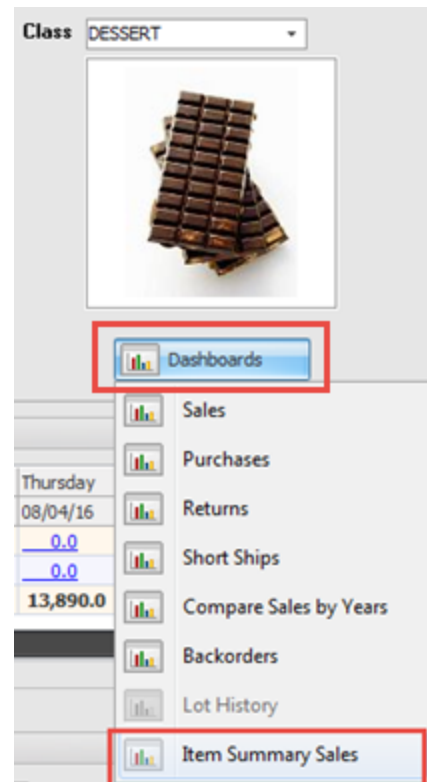 Class DESSERT
Dashboards
Sales
Purchases
Thursday
08/04/16
Returns
0.0
Short Ships
0.0
13,890.0
Compare Sales by Years
Backorders
Lot History
Item Summary Sales